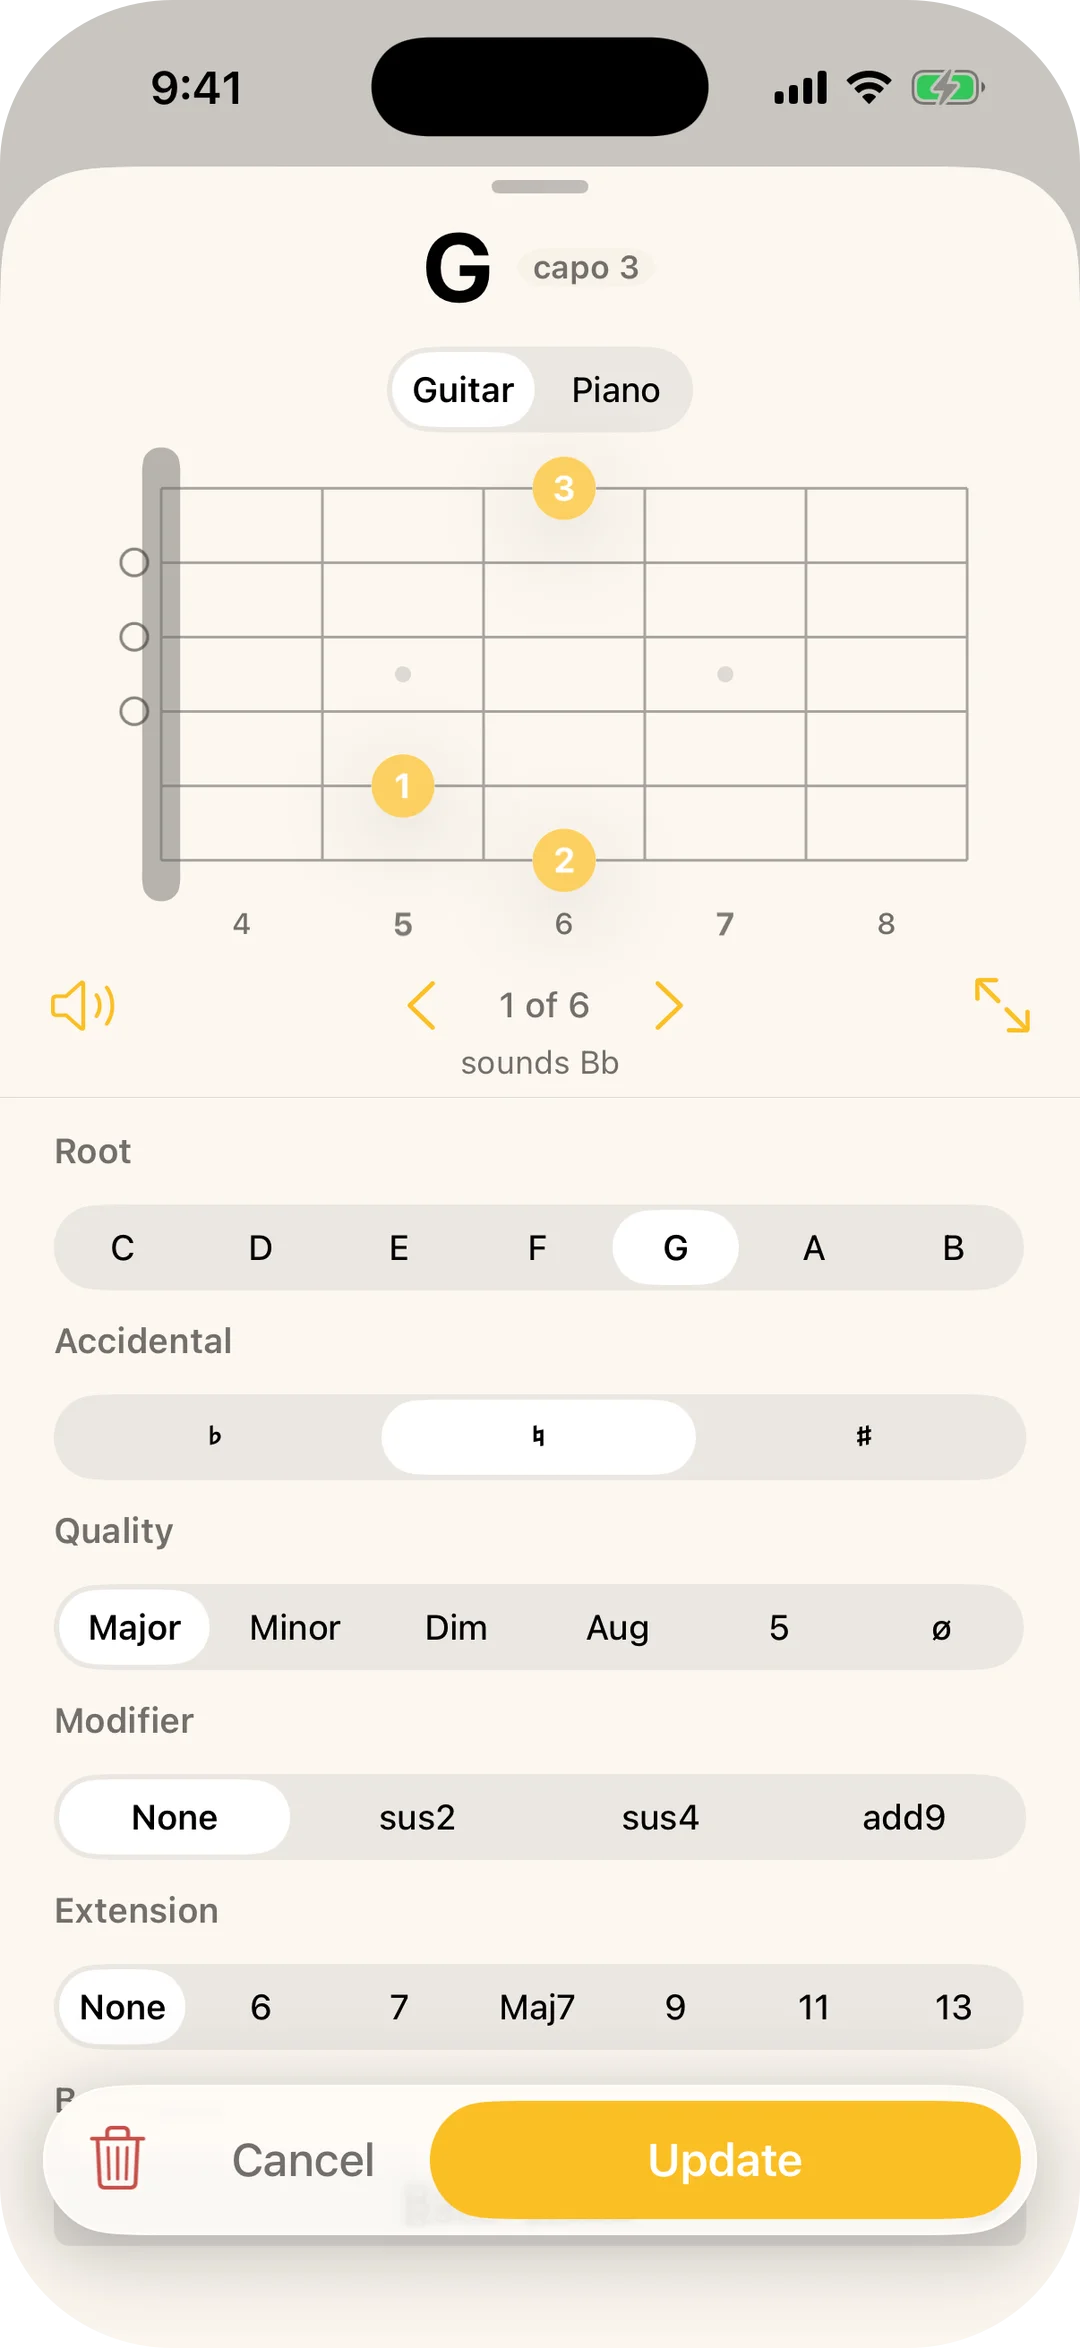 9:41
G capo 3
Guitar Piano
3
1
2
4 5 6 7 8
1 of 6
sounds Bb
Root
C D E F G A B
Accidental
♭ ♮ ♯
Quality
Major Minor Dim Aug 5 ø
Modifier
None sus2 sus4 add9
Extension
None 6 7 Maj7 9 11 13
Cancel Update